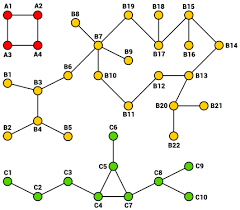 A1 A2 B19 B18 B15
B8
B7 B14
A3 A4 B17 B16
B9
B1 B6 B10 B12 B13
B3
B11 B20 B21
B4
B2 B5 B22
C6
C5
C1 C3 C8 C9
C2 C4 C7 C10